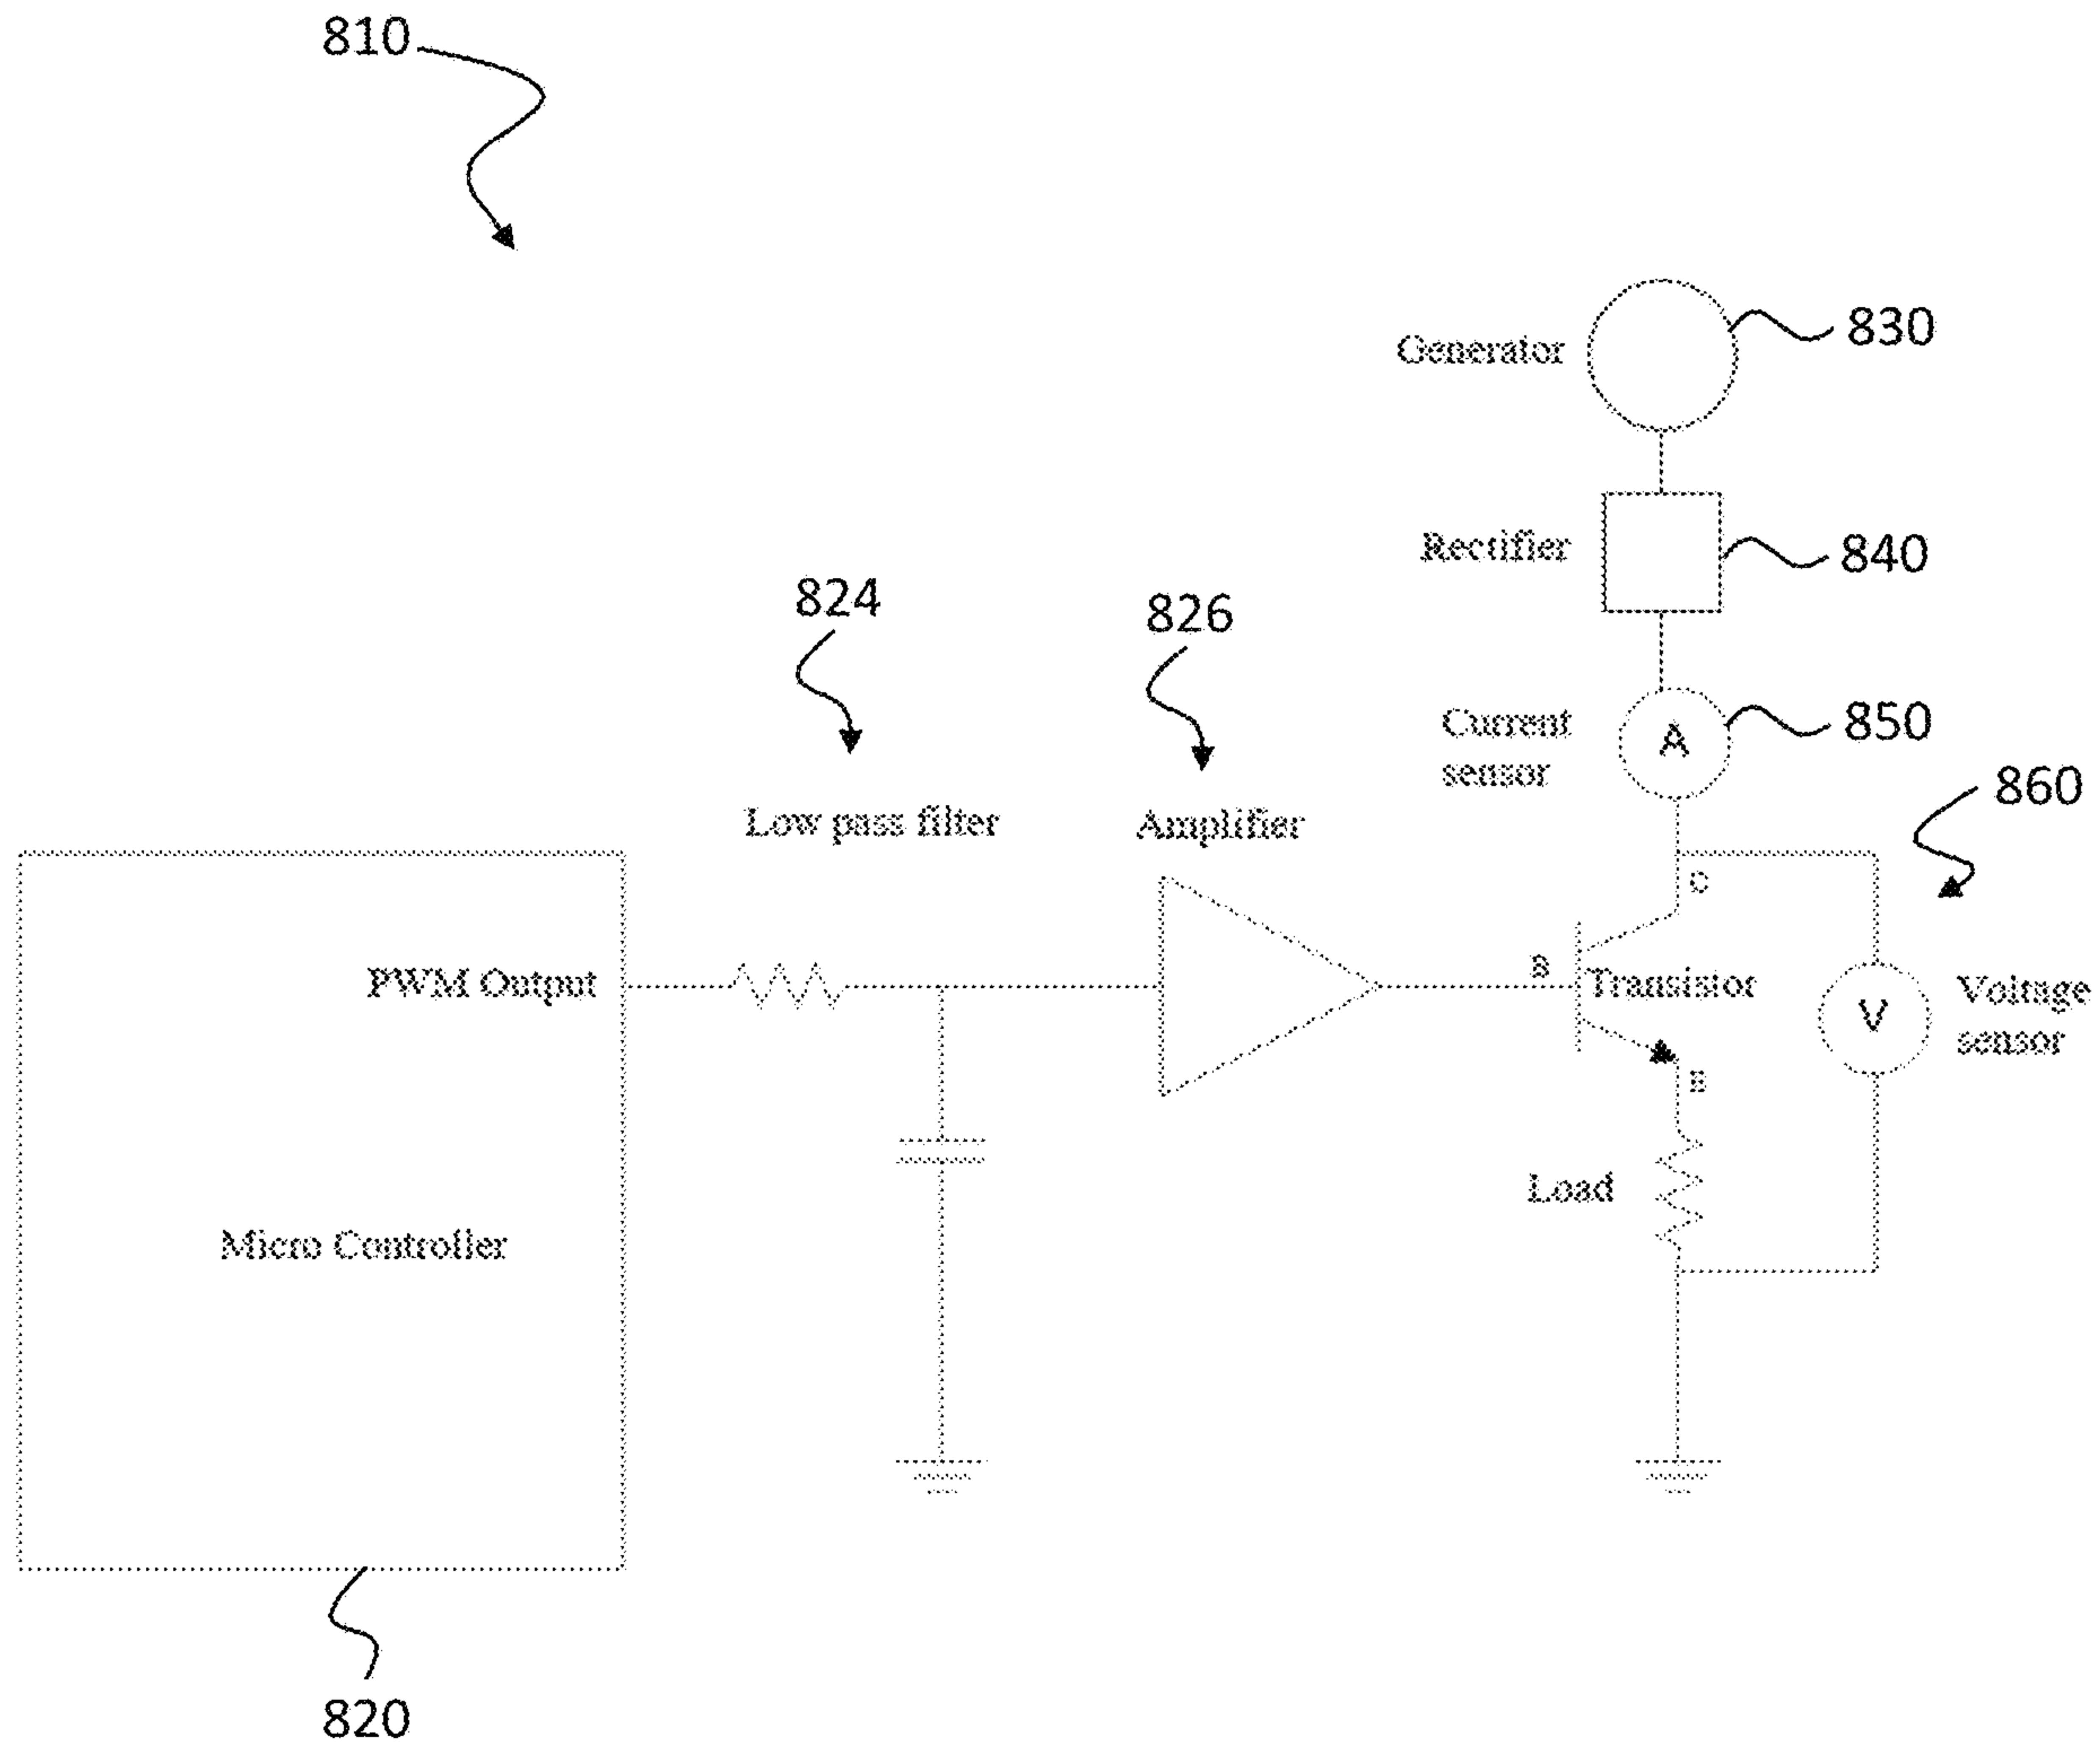 810
Generator
830
Rectifier
840
824
826
Current
sensor
A
850
860
Low pass filter
Amplifier
C
PWM Output
B
Transistor
V
Voltage
sensor
E
Load
Micro Controller
820